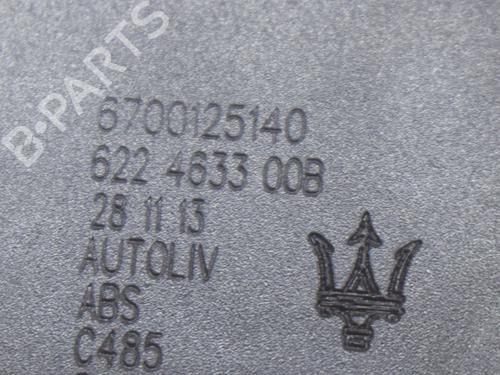 B-PARTS
6700125140
622 4633 00B
28 11 13
AUTOLIV
ABS
C485